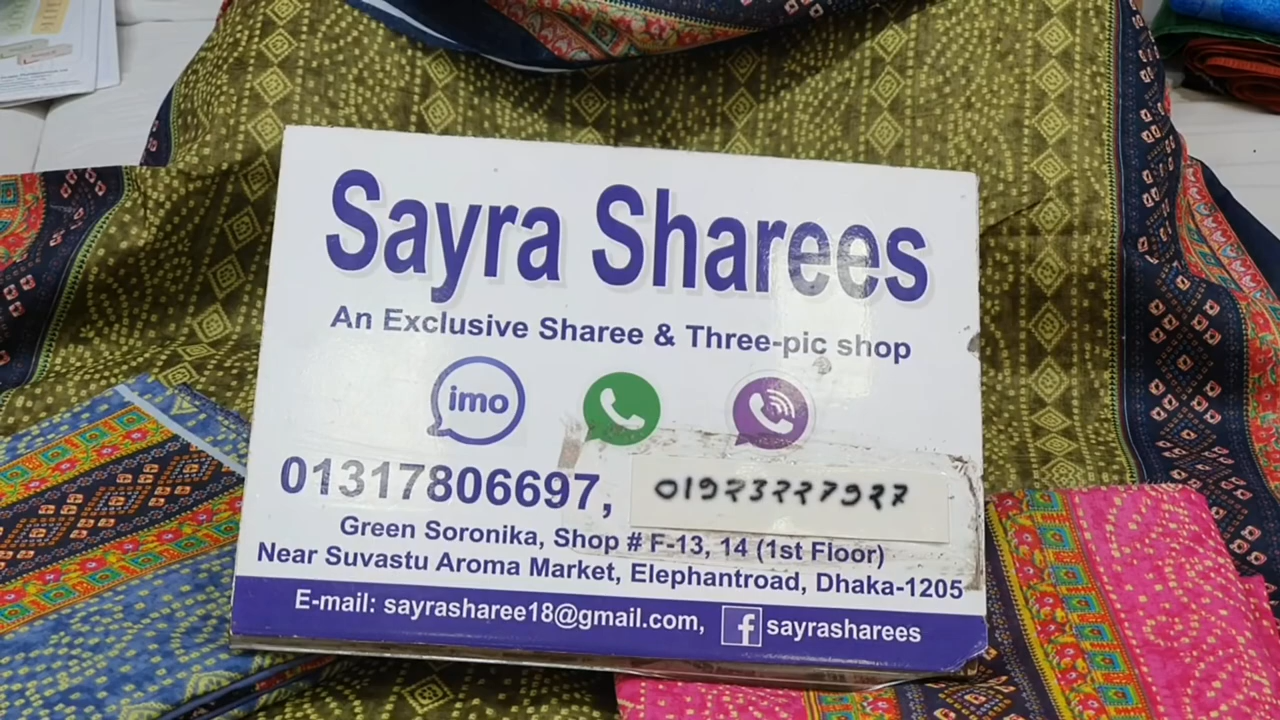 Sayra Sharees
An Exclusive Sharee & Three-pic shop
imo
01317806697,
Green Soronika, Shop # F-13, 14 (1st Floor)
Near Suvastu Aroma Market, Elephantroad, Dhaka-1205
E-mail: sayrasharee18@gmail.com, f sayrasharees